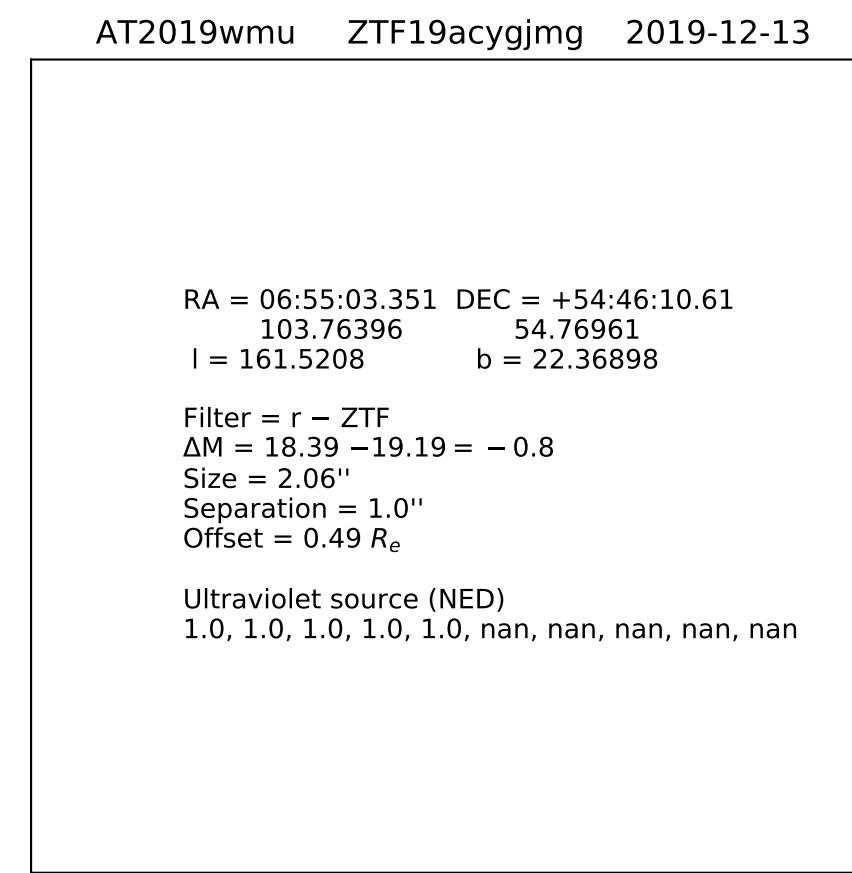 AT2019wmu ZTF19acygjmg 2019-12-13
RA = 06:55:03.351 DEC = +54:46:10.61
103.76396 54.76961
l = 161.5208 b = 22.36898
Filter = r − ZTF
ΔM = 18.39 −19.19 = − 0.8
Size = 2.06''
Separation = 1.0''
Offset = 0.49 Re
Ultraviolet source (NED)
1.0, 1.0, 1.0, 1.0, 1.0, nan, nan, nan, nan, nan